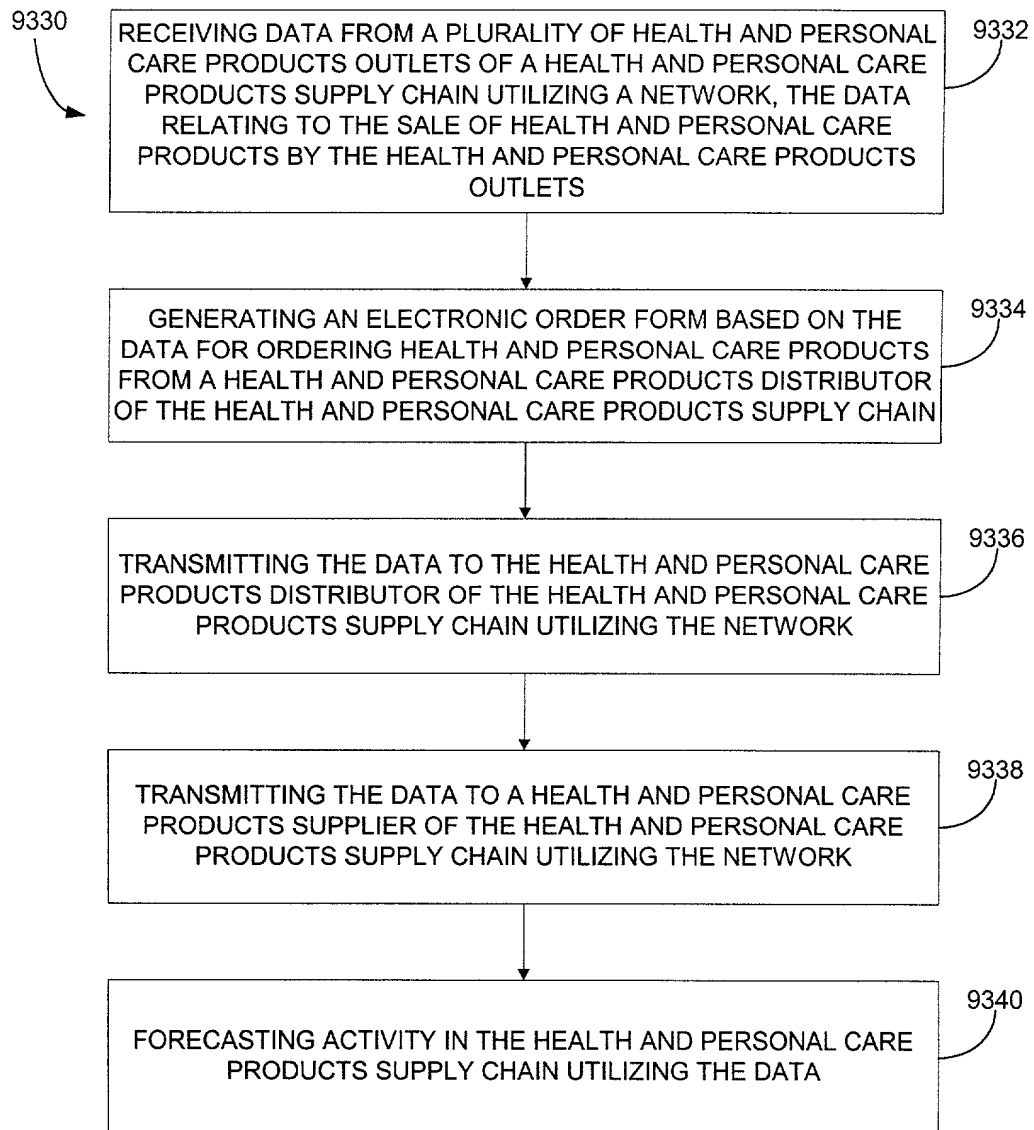 9330
RECEIVING DATA FROM A PLURALITY OF HEALTH AND PERSONAL
CARE PRODUCTS OUTLETS OF A HEALTH AND PERSONAL CARE
PRODUCTS SUPPLY CHAIN UTILIZING A NETWORK, THE DATA
RELATING TO THE SALE OF HEALTH AND PERSONAL CARE
PRODUCTS BY THE HEALTH AND PERSONAL CARE PRODUCTS
OUTLETS
9332
GENERATING AN ELECTRONIC ORDER FORM BASED ON THE
DATA FOR ORDERING HEALTH AND PERSONAL CARE PRODUCTS
FROM A HEALTH AND PERSONAL CARE PRODUCTS DISTRIBUTOR
OF THE HEALTH AND PERSONAL CARE PRODUCTS SUPPLY CHAIN
9334
TRANSMITTING THE DATA TO THE HEALTH AND PERSONAL CARE
PRODUCTS DISTRIBUTOR OF THE HEALTH AND PERSONAL CARE
PRODUCTS SUPPLY CHAIN UTILIZING THE NETWORK
9336
TRANSMITTING THE DATA TO A HEALTH AND PERSONAL CARE
PRODUCTS SUPPLIER OF THE HEALTH AND PERSONAL CARE
PRODUCTS SUPPLY CHAIN UTILIZING THE NETWORK
9338
FORECASTING ACTIVITY IN THE HEALTH AND PERSONAL CARE
PRODUCTS SUPPLY CHAIN UTILIZING THE DATA
9340